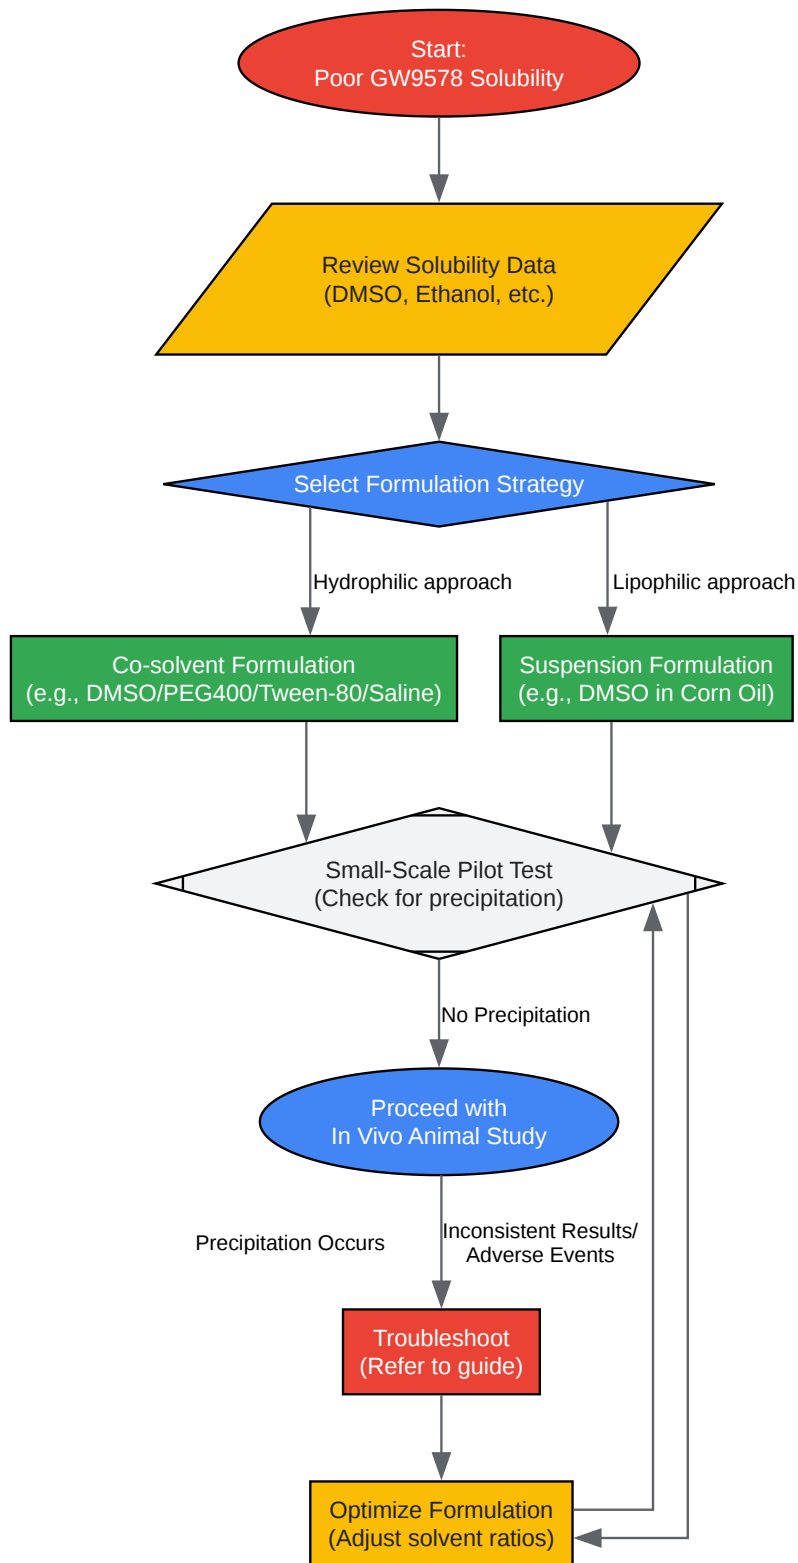 Start:
Poor GW9578 Solubility
Review Solubility Data
(DMSO, Ethanol, etc.)
Select Formulation Strategy
Hydrophilic approach
Lipophilic approach
Co-solvent Formulation
(e.g., DMSO/PEG400/Tween-80/Saline)
Suspension Formulation
(e.g., DMSO in Corn Oil)
Small-Scale Pilot Test
(Check for precipitation)
No Precipitation
Proceed with
In Vivo Animal Study
Precipitation Occurs
Inconsistent Results/
Adverse Events
Troubleshoot
(Refer to guide)
Optimize Formulation
(Adjust solvent ratios)